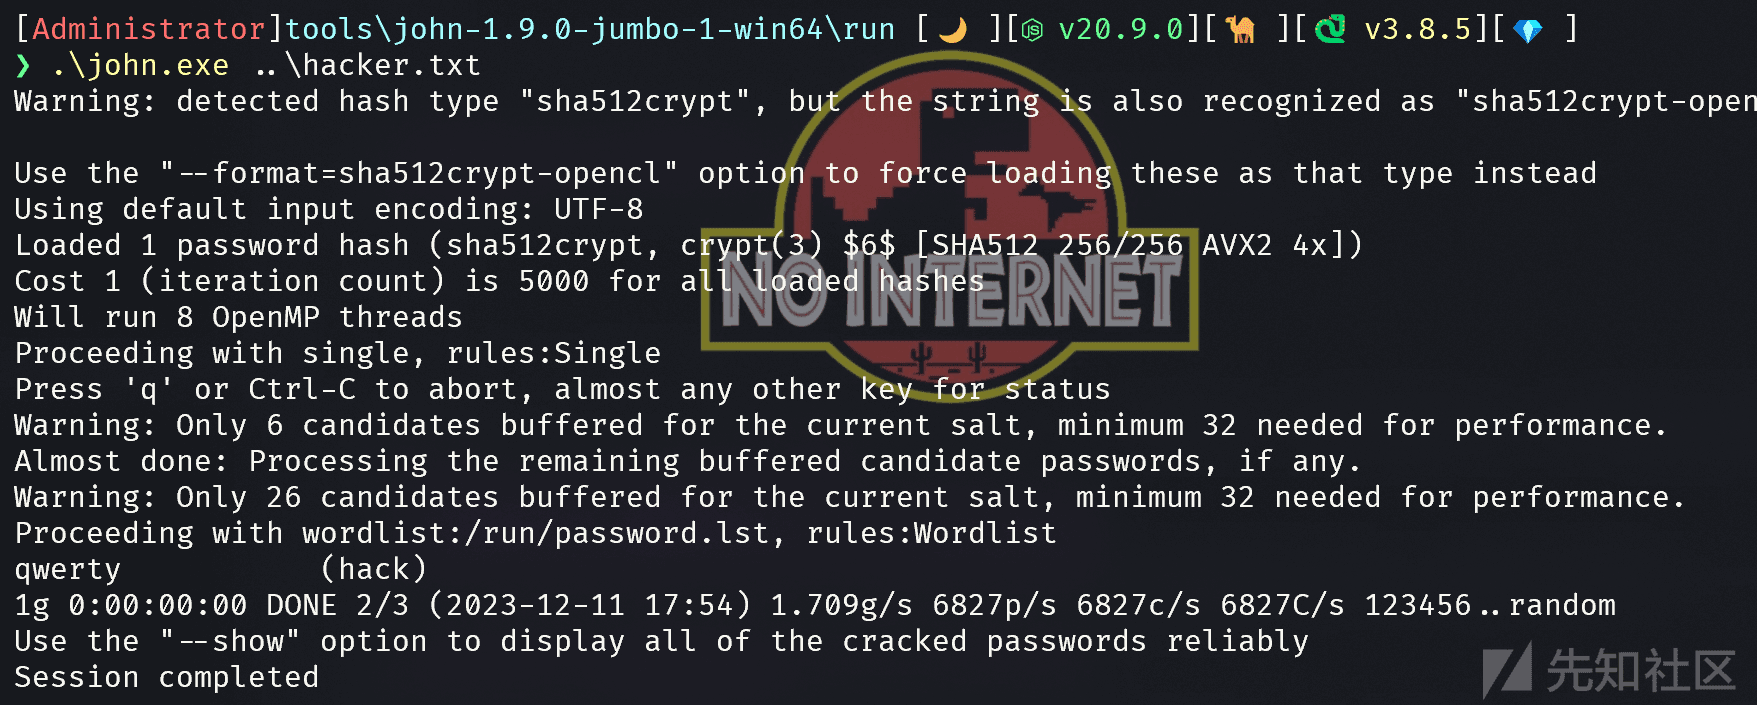 [Administrator]tools\john-1.9.0-jumbo-1-win64\run [🌙 ][ v20.9.0][🐫 ][🐍 v3.8.5][💎 ]
❯ .\john.exe ..\hacker.txt
Warning: detected hash type "sha512crypt", but the string is also recognized as "sha512crypt-open
Use the "--format=sha512crypt-opencl" option to force loading these as that type instead
Using default input encoding: UTF-8
Loaded 1 password hash (sha512crypt, crypt(3) $6$ [SHA512 256/256 AVX2 4x])
Cost 1 (iteration count) is 5000 for all loaded hashes
Will run 8 OpenMP threads
Proceeding with single, rules:Single
Press 'q' or Ctrl-C to abort, almost any other key for status
Warning: Only 6 candidates buffered for the current salt, minimum 32 needed for performance.
Almost done: Processing the remaining buffered candidate passwords, if any.
Warning: Only 26 candidates buffered for the current salt, minimum 32 needed for performance.
Proceeding with wordlist:/run/password.lst, rules:Wordlist
qwerty           (hack)
1g 0:00:00:00 DONE 2/3 (2023-12-11 17:54) 1.709g/s 6827p/s 6827c/s 6827C/s 123456..random
Use the "--show" option to display all of the cracked passwords reliably
Session completed
NO INTERNET
先知社区